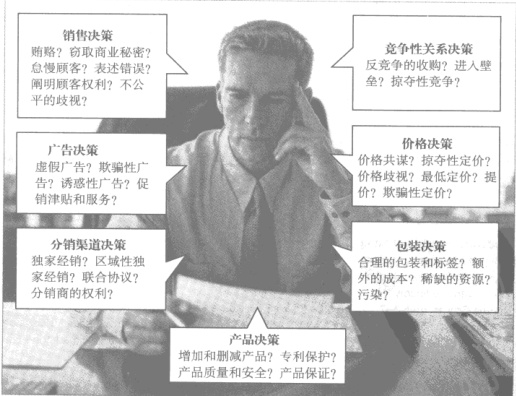 销售决策
贿赂？窃取商业秘密？
怠慢顾客？表述错误？
阐明顾客权利？不公
平的歧视？
竞争性关系决策
反竞争的收购？进入壁
垒？掠夺性竞争？
广告决策
虚假广告？欺骗性广
告？诱惑性广告？促
销津贴和服务？
价格决策
价格共谋？掠夺性定价？
价格歧视？最低定价？提
价？欺骗性定价？
分销渠道决策
独家经销？区域性独
家经销？联合协议？
分销商的权利？
包装决策
合理的包装和标签？额
外的成本？稀缺的资源？
污染？
产品决策
增加和删减产品？专利保护？
产品质量和安全？产品保证？